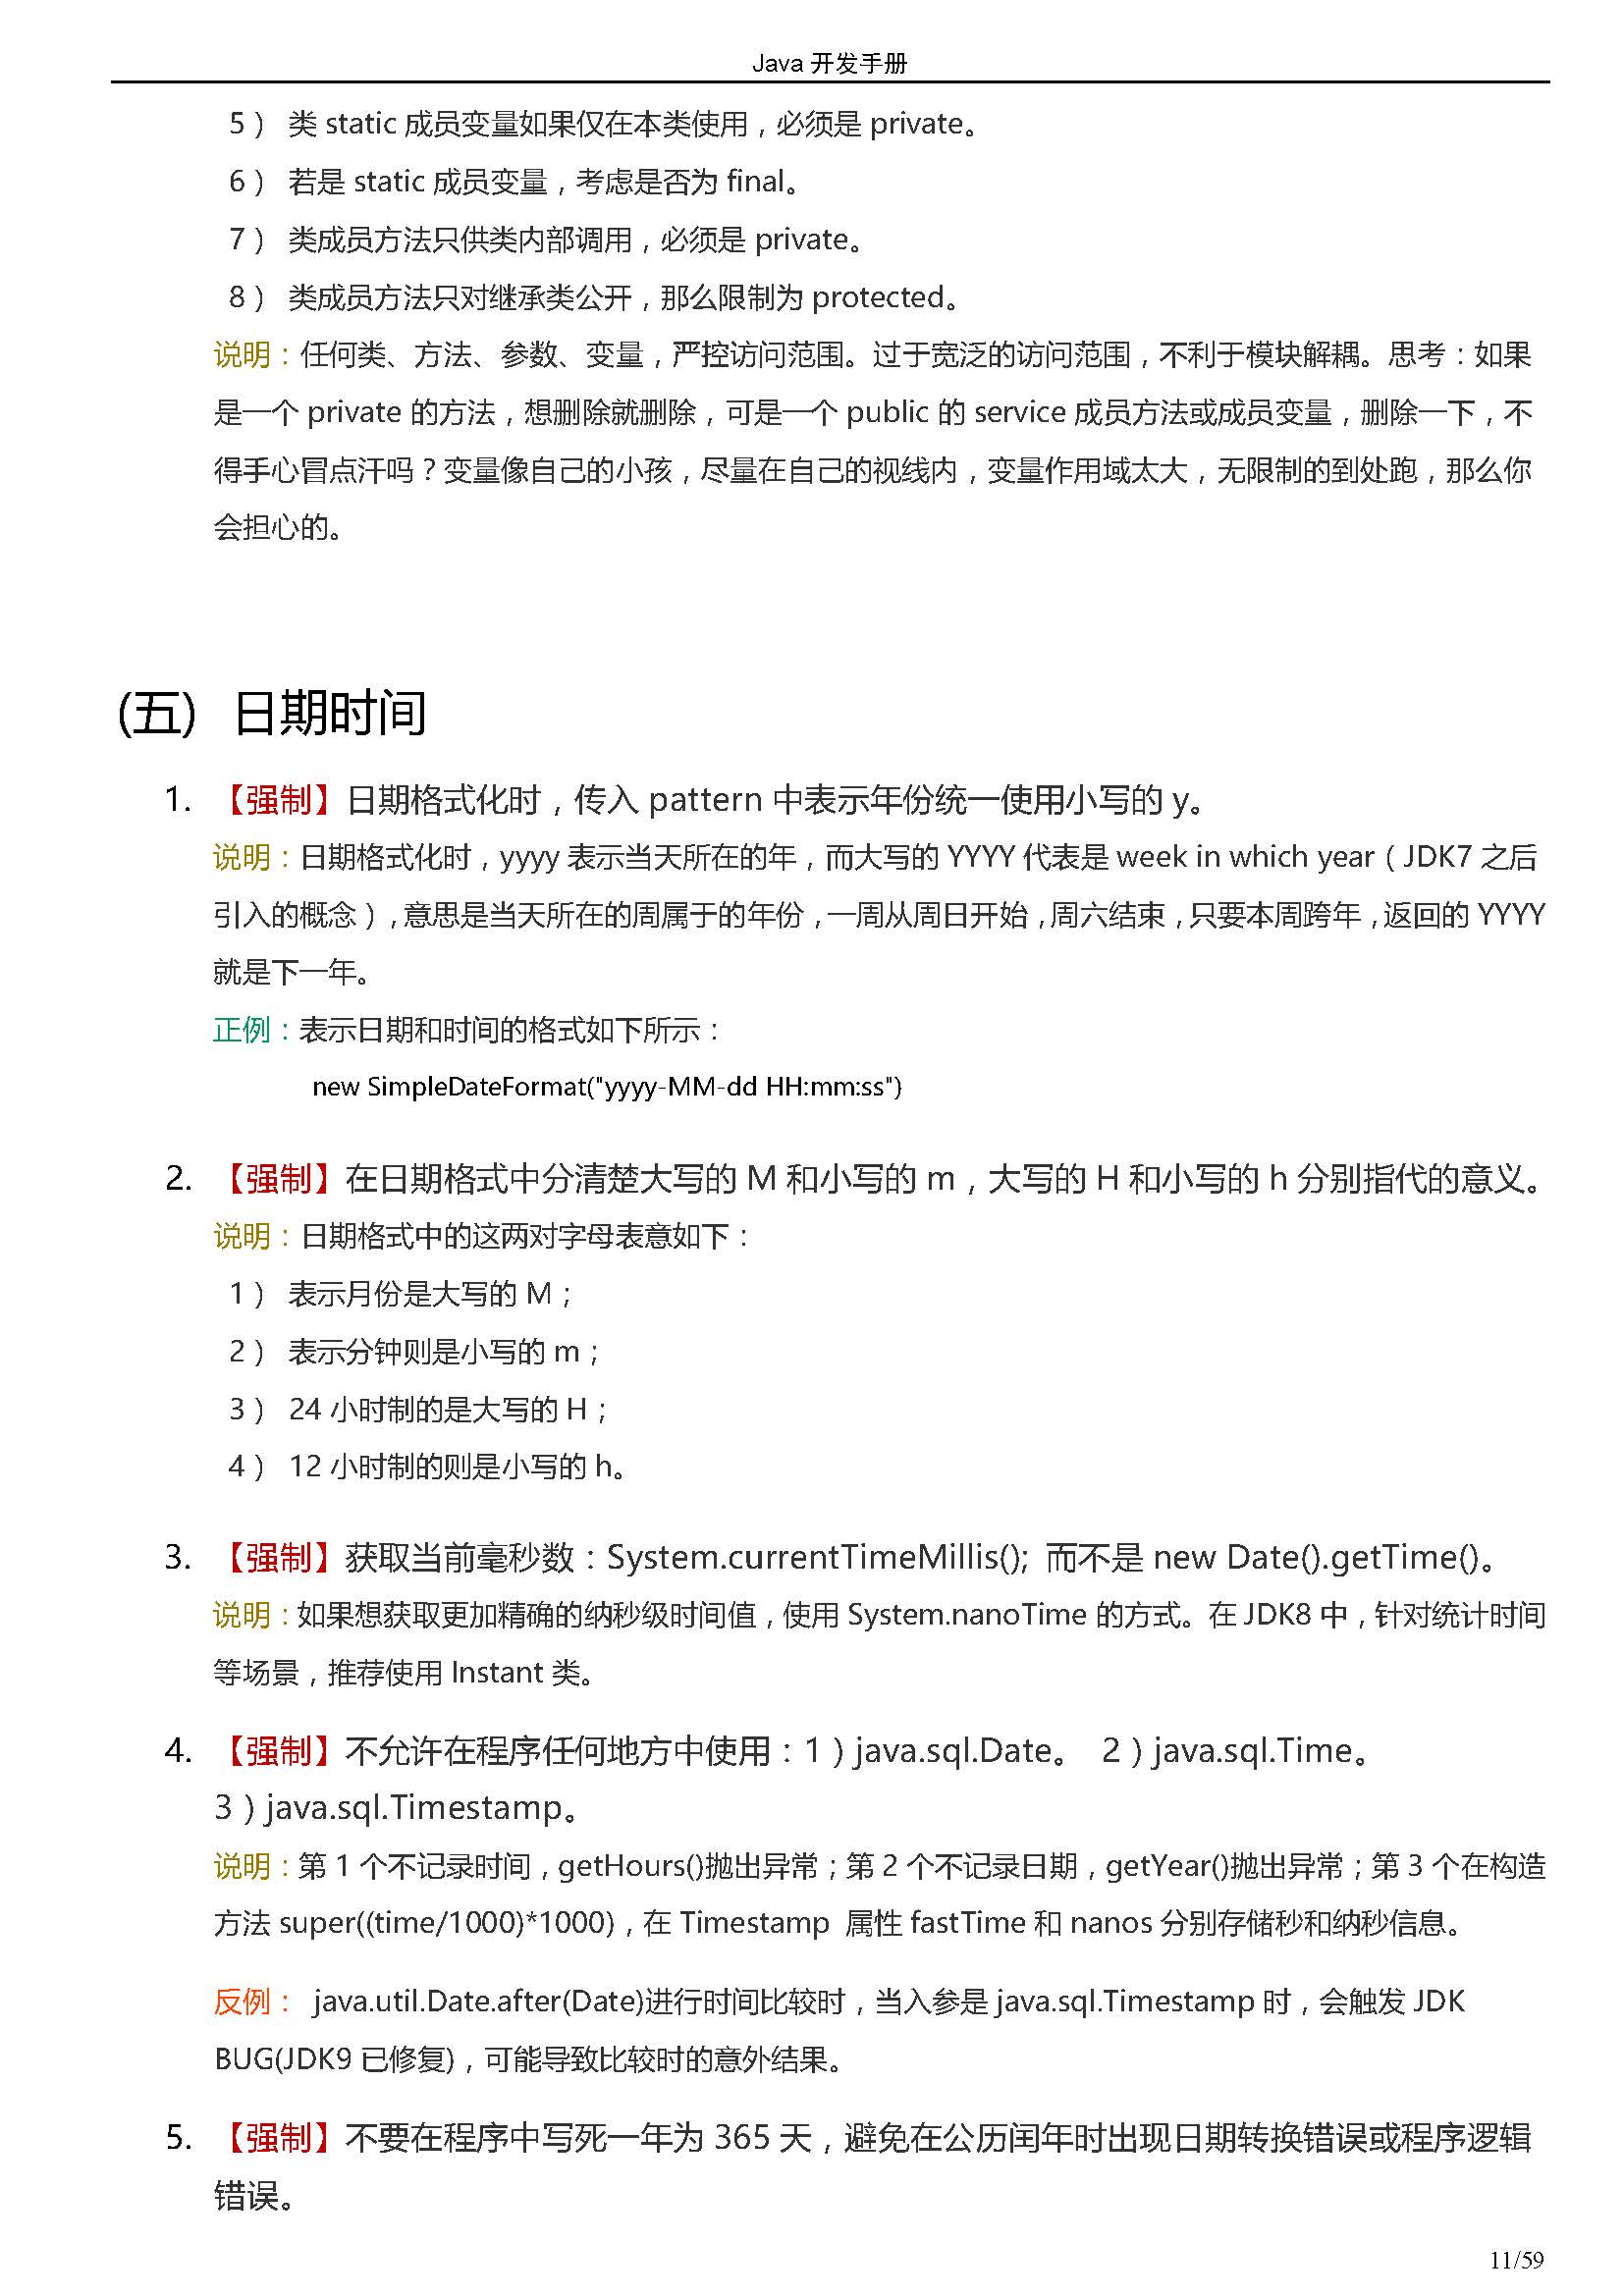 Java 开发手册
5） 类 static 成员变量如果仅在本类使用，必须是 private。
6） 若是 static 成员变量，考虑是否为 final。
7） 类成员方法只供类内部调用，必须是 private。
8） 类成员方法只对继承类公开，那么限制为 protected。
说明：任何类、方法、参数、变量，严控访问范围。过于宽泛的访问范围，不利于模块解耦。思考：如果
是一个 private 的方法，想删除就删除，可是一个 public 的 service 成员方法或成员变量，删除一下，不
得手心冒点汗吗？变量像自己的小孩，尽量在自己的视线内，变量作用域太大，无限制的到处跑，那么你
会担心的。
(五) 日期时间
1. 【强制】日期格式化时，传入 pattern 中表示年份统一使用小写的 y。
说明：日期格式化时，yyyy 表示当天所在的年，而大写的 YYYY 代表是 week in which year（JDK7 之后
引入的概念），意思是当天所在的周属于的年份，一周从周日开始，周六结束，只要本周跨年，返回的 YYYY
就是下一年。
正例：表示日期和时间的格式如下所示：
new SimpleDateFormat("yyyy-MM-dd HH:mm:ss")
2. 【强制】在日期格式中分清楚大写的 M 和小写的 m，大写的 H 和小写的 h 分别指代的意义。
说明：日期格式中的这两对字母表意如下：
1） 表示月份是大写的 M；
2） 表示分钟则是小写的 m；
3） 24 小时制的是大写的 H；
4） 12 小时制的则是小写的 h。
3. 【强制】获取当前毫秒数：System.currentTimeMillis(); 而不是 new Date().getTime()。
说明：如果想获取更加精确的纳秒级时间值，使用 System.nanoTime 的方式。在 JDK8 中，针对统计时间
等场景，推荐使用 Instant 类。
4. 【强制】不允许在程序任何地方中使用：1）java.sql.Date。 2）java.sql.Time。
3）java.sql.Timestamp。
说明：第 1 个不记录时间，getHours()抛出异常；第 2 个不记录日期，getYear()抛出异常；第 3 个在构造
方法 super((time/1000)*1000)，在 Timestamp 属性 fastTime 和 nanos 分别存储秒和纳秒信息。
反例： java.util.Date.after(Date)进行时间比较时，当入参是 java.sql.Timestamp 时，会触发 JDK
BUG(JDK9 已修复)，可能导致比较时的意外结果。
5. 【强制】不要在程序中写死一年为 365 天，避免在公历闰年时出现日期转换错误或程序逻辑
错误。
11/59